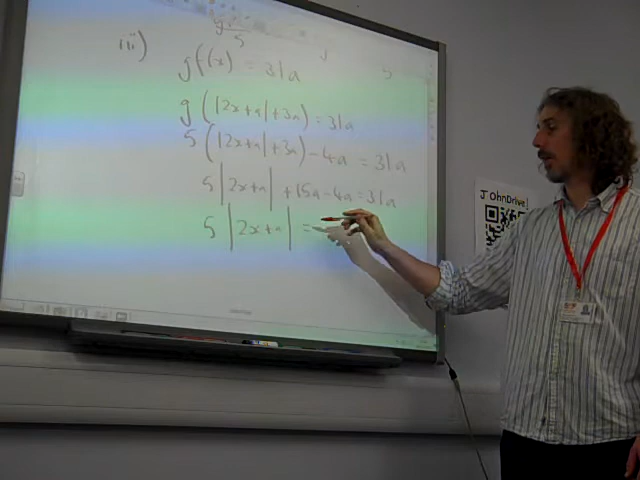 iii)
gf(x) = 31a
g(|2x+a|+3a) = 31a
5(|2x+a|+3a) - 4a = 31a
5|2x+a| + 15a - 4a = 31a
5|2x+a| =
JOhnDrive!